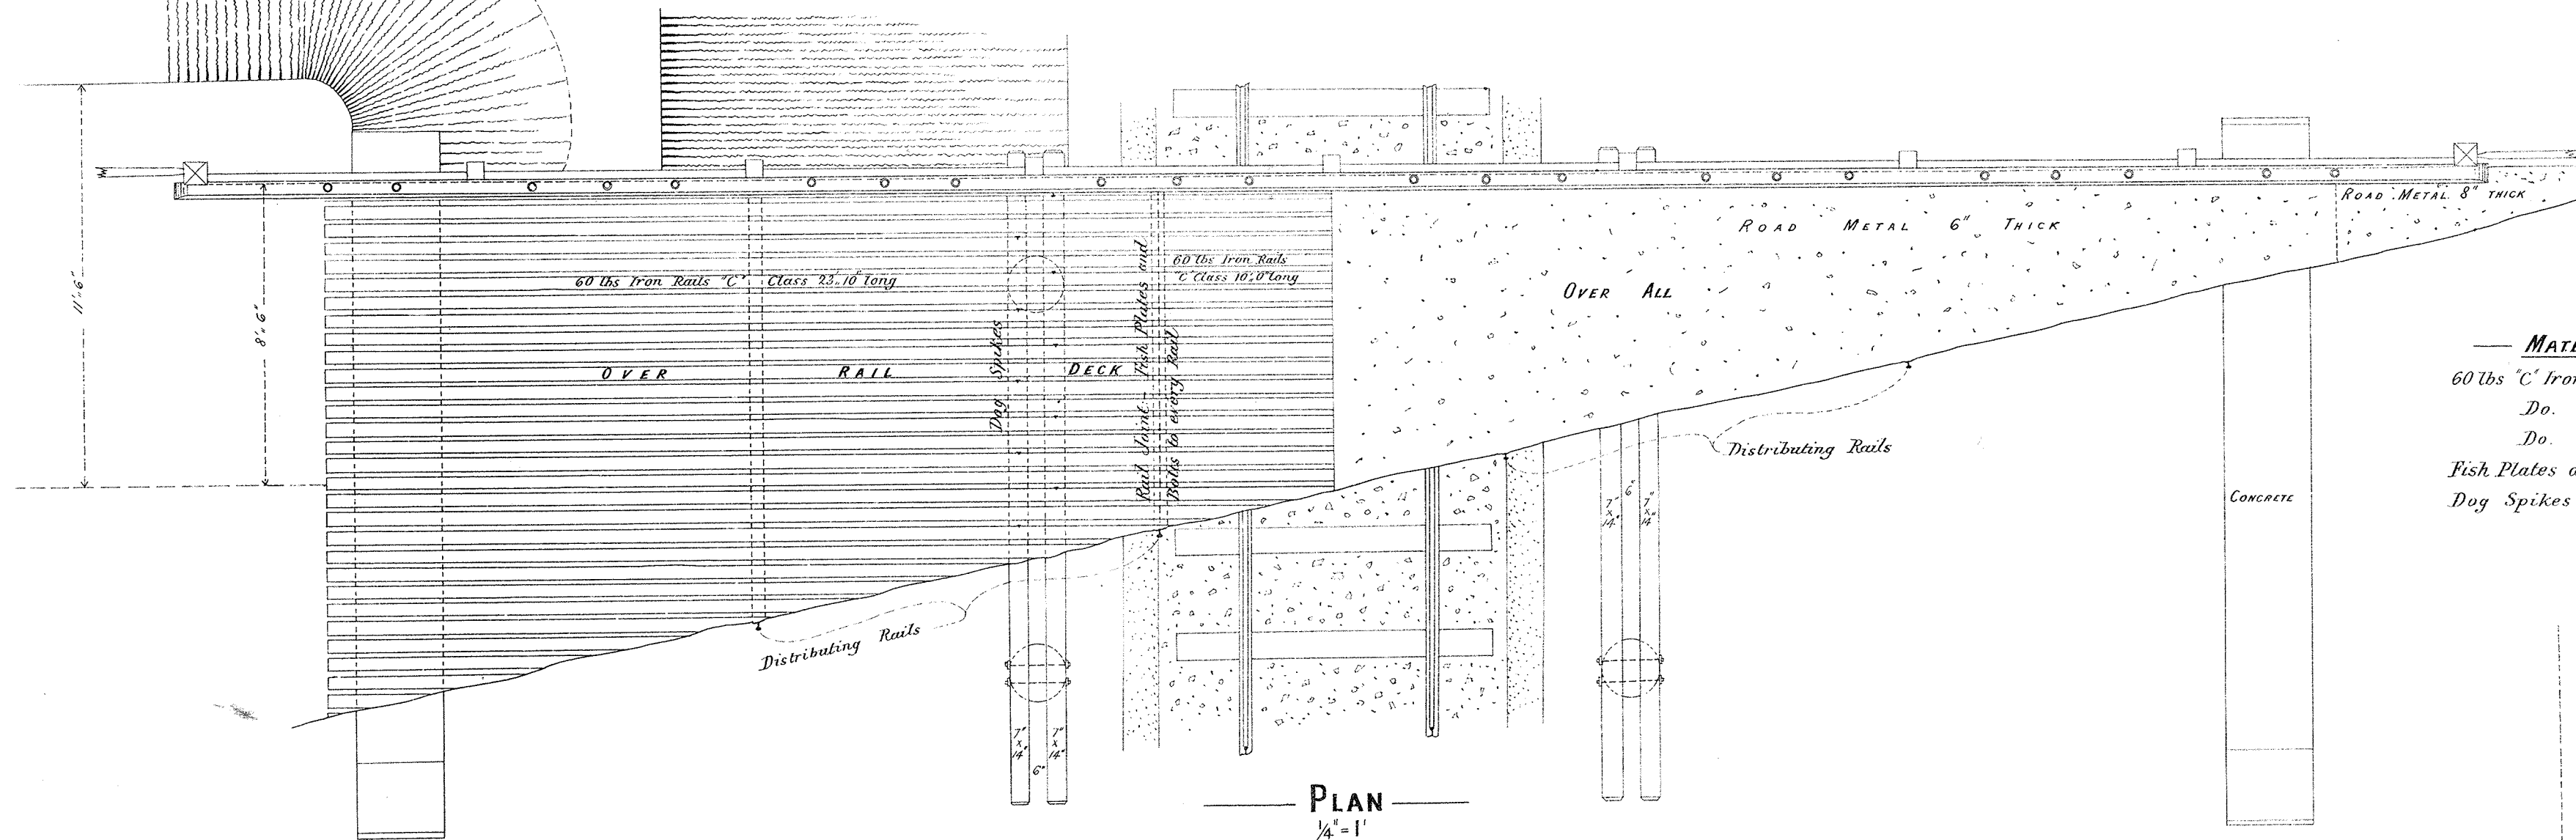 11'.6"
8'.6"
60 lbs Iron Rails "C" Class 23.10" long
60 lbs Iron Rails
"C" Class 10'.0" long
OVER RAIL DECK
Dog Spikes
Rail Joint - Fish Plates and
Bolts to every Rail
ROAD METAL 6" THICK
OVER ALL
ROAD METAL 8" THICK
Distributing Rails
Distributing Rails
7" x 14"
6"
7" x 14"
7" x 14"
6"
7" x 14"
CONCRETE
MATE
60 lbs "C" Iron
Do.
Do.
Fish Plates
Dog Spikes
PLAN
1/4" = 1'